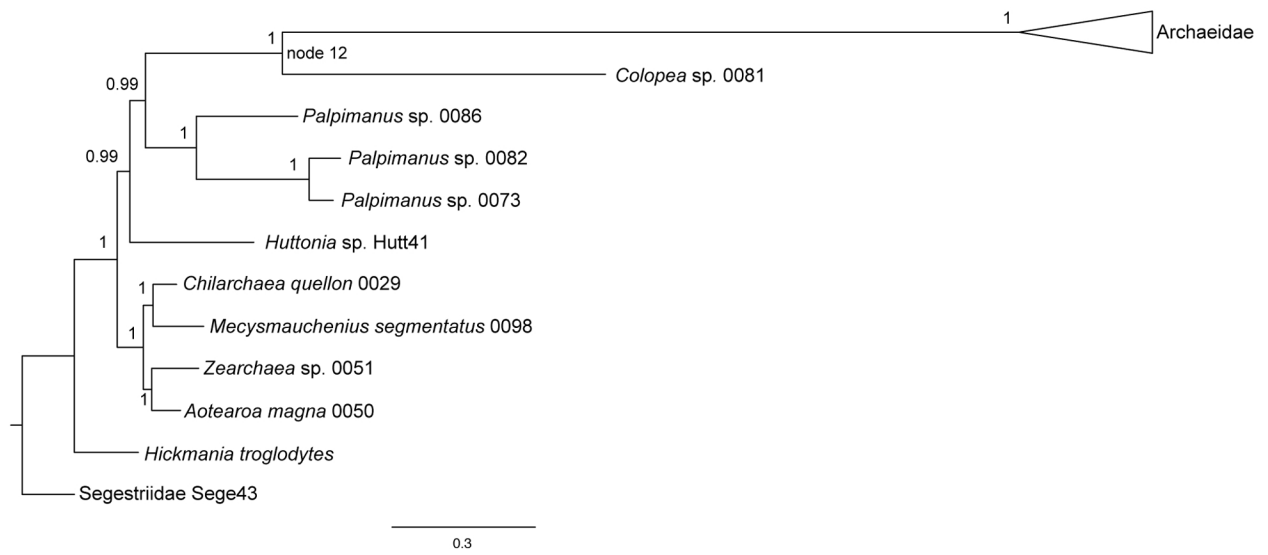 1
Archaeidae
1
node 12
Colopea sp. 0081
0.99
Palpimanus sp. 0086
1
Palpimanus sp. 0082
1
0.99
Palpimanus sp. 0073
Huttonia sp. Hutt41
1
Chilarchaea quellon 0029
1
Mecysmauchenius segmentatus 0098
1
Zearchaea sp. 0051
1
Aotearoa magna 0050
Hickmania troglodytes
Segestriidae Sege43
0.3